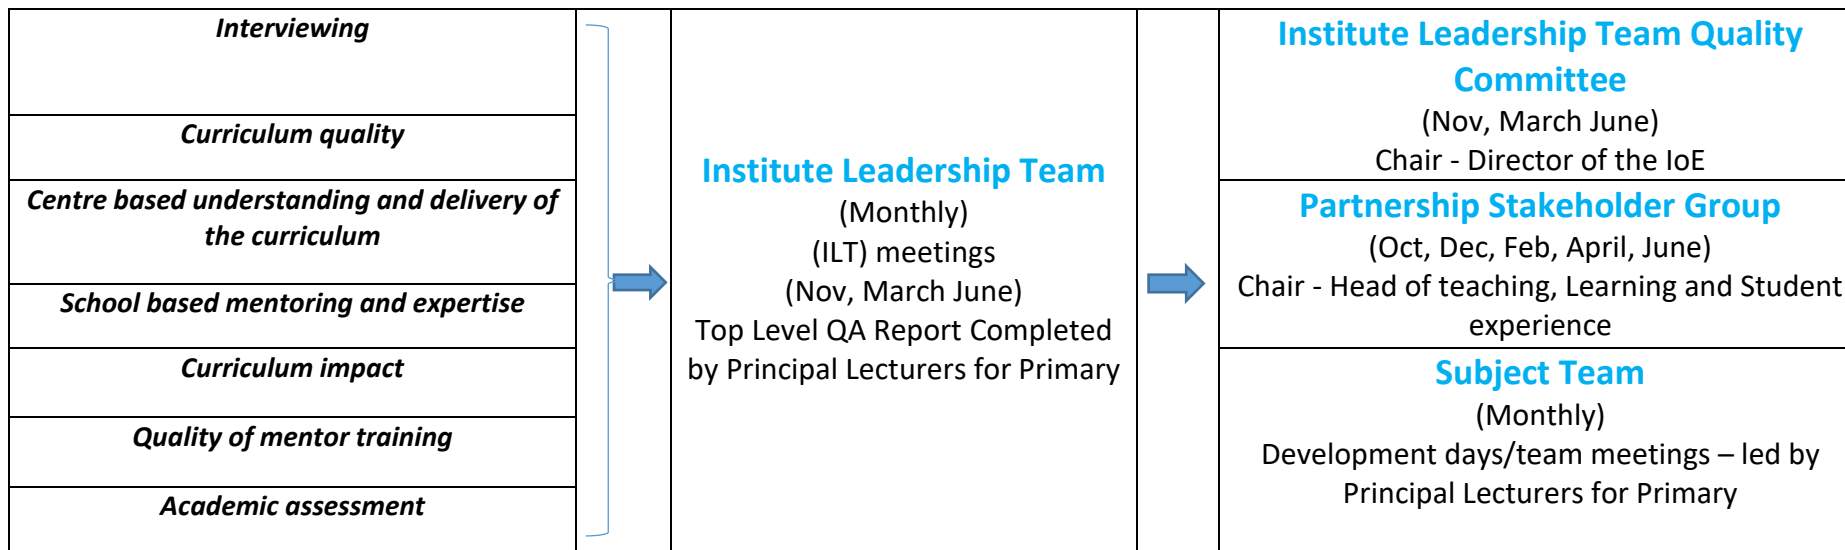 Interviewing
Curriculum quality
Centre based understanding and delivery of
the curriculum
School based mentoring and expertise
Curriculum impact
Quality of mentor training
Academic assessment
Institute Leadership Team
(Monthly)
(ILT) meetings
(Nov, March June)
Top Level QA Report Completed
by Principal Lecturers for Primary
Institute Leadership Team Quality
Committee
(Nov, March June)
Chair - Director of the IoE
Partnership Stakeholder Group
(Oct, Dec, Feb, April, June)
Chair - Head of teaching, Learning and Student
experience
Subject Team
(Monthly)
Development days/team meetings – led by
Principal Lecturers for Primary